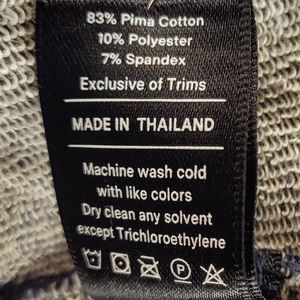 83% Pima Cotton
10% Polyester
7% Spandex
Exclusive of Trims
MADE IN THAILAND
Machine wash cold
with like colors
Dry clean any solvent
except Trichloroethylene
P